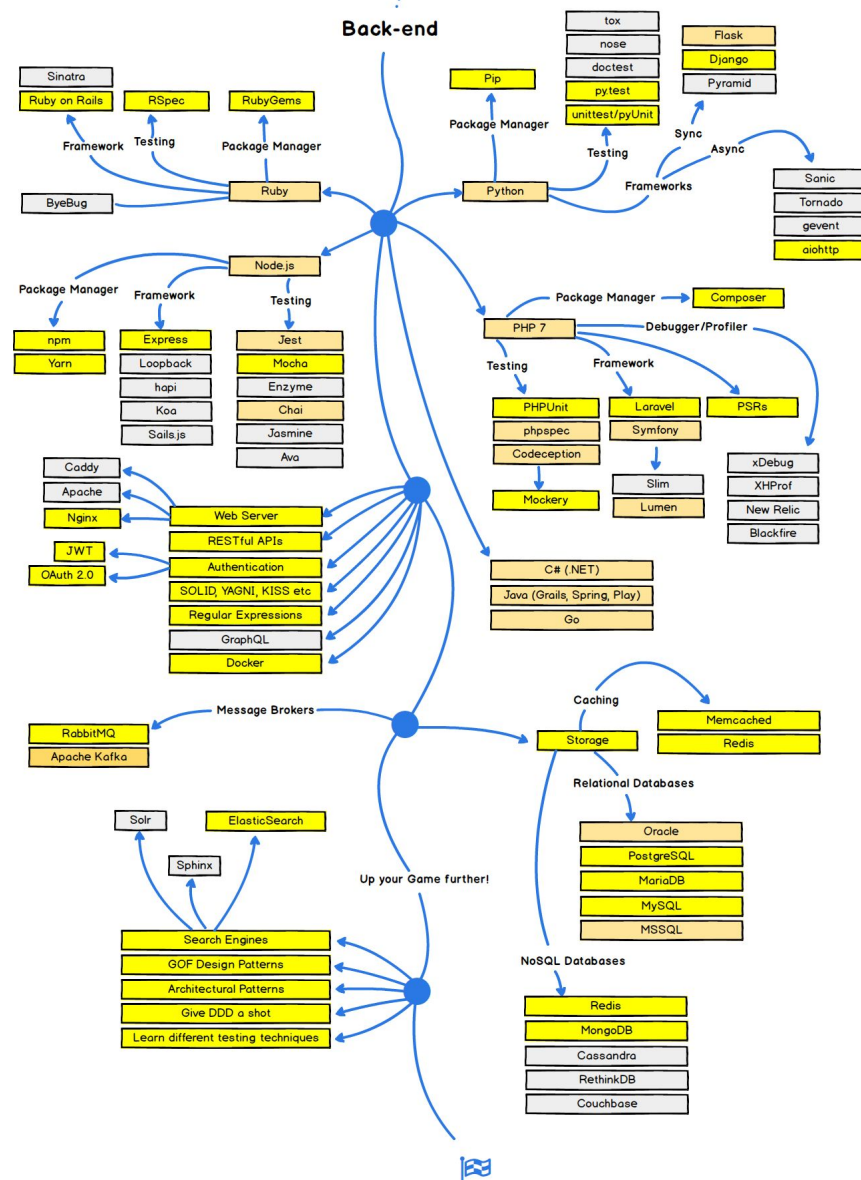 Back-end
Sinatra
Ruby on Rails
RSpec
RubyGems
Framework
Testing
Package Manager
Ruby
ByeBug
Pip
Package Manager
Python
tox
nose
doctest
py.test
unittest/pyUnit
Testing
Flask
Django
Pyramid
Sync
Async
Frameworks
Sanic
Tornado
gevent
aiohttp
Node.js
Package Manager
Framework
Testing
npm
Yarn
Express
Loopback
hapi
Koa
Sails.js
Jest
Mocha
Enzyme
Chai
Jasmine
Ava
PHP 7
Package Manager
Composer
Debugger/Profiler
Testing
Framework
PHPUnit
phpspec
Codeception
Mockery
Laravel
Symfony
Slim
Lumen
PSRs
xDebug
XHProf
New Relic
Blackfire
Caddy
Apache
Nginx
JWT
OAuth 2.0
Web Server
RESTful APIs
Authentication
SOLID, YAGNI, KISS etc
Regular Expressions
GraphQL
Docker
C# (.NET)
Java (Grails, Spring, Play)
Go
Message Brokers
RabbitMQ
Apache Kafka
Storage
Caching
Memcached
Redis
Relational Databases
Oracle
PostgreSQL
MariaDB
MySQL
MSSQL
NoSQL Databases
Redis
MongoDB
Cassandra
RethinkDB
Couchbase
Up your Game further!
Solr
Sphinx
ElasticSearch
Search Engines
GOF Design Patterns
Architectural Patterns
Give DDD a shot
Learn different testing techniques